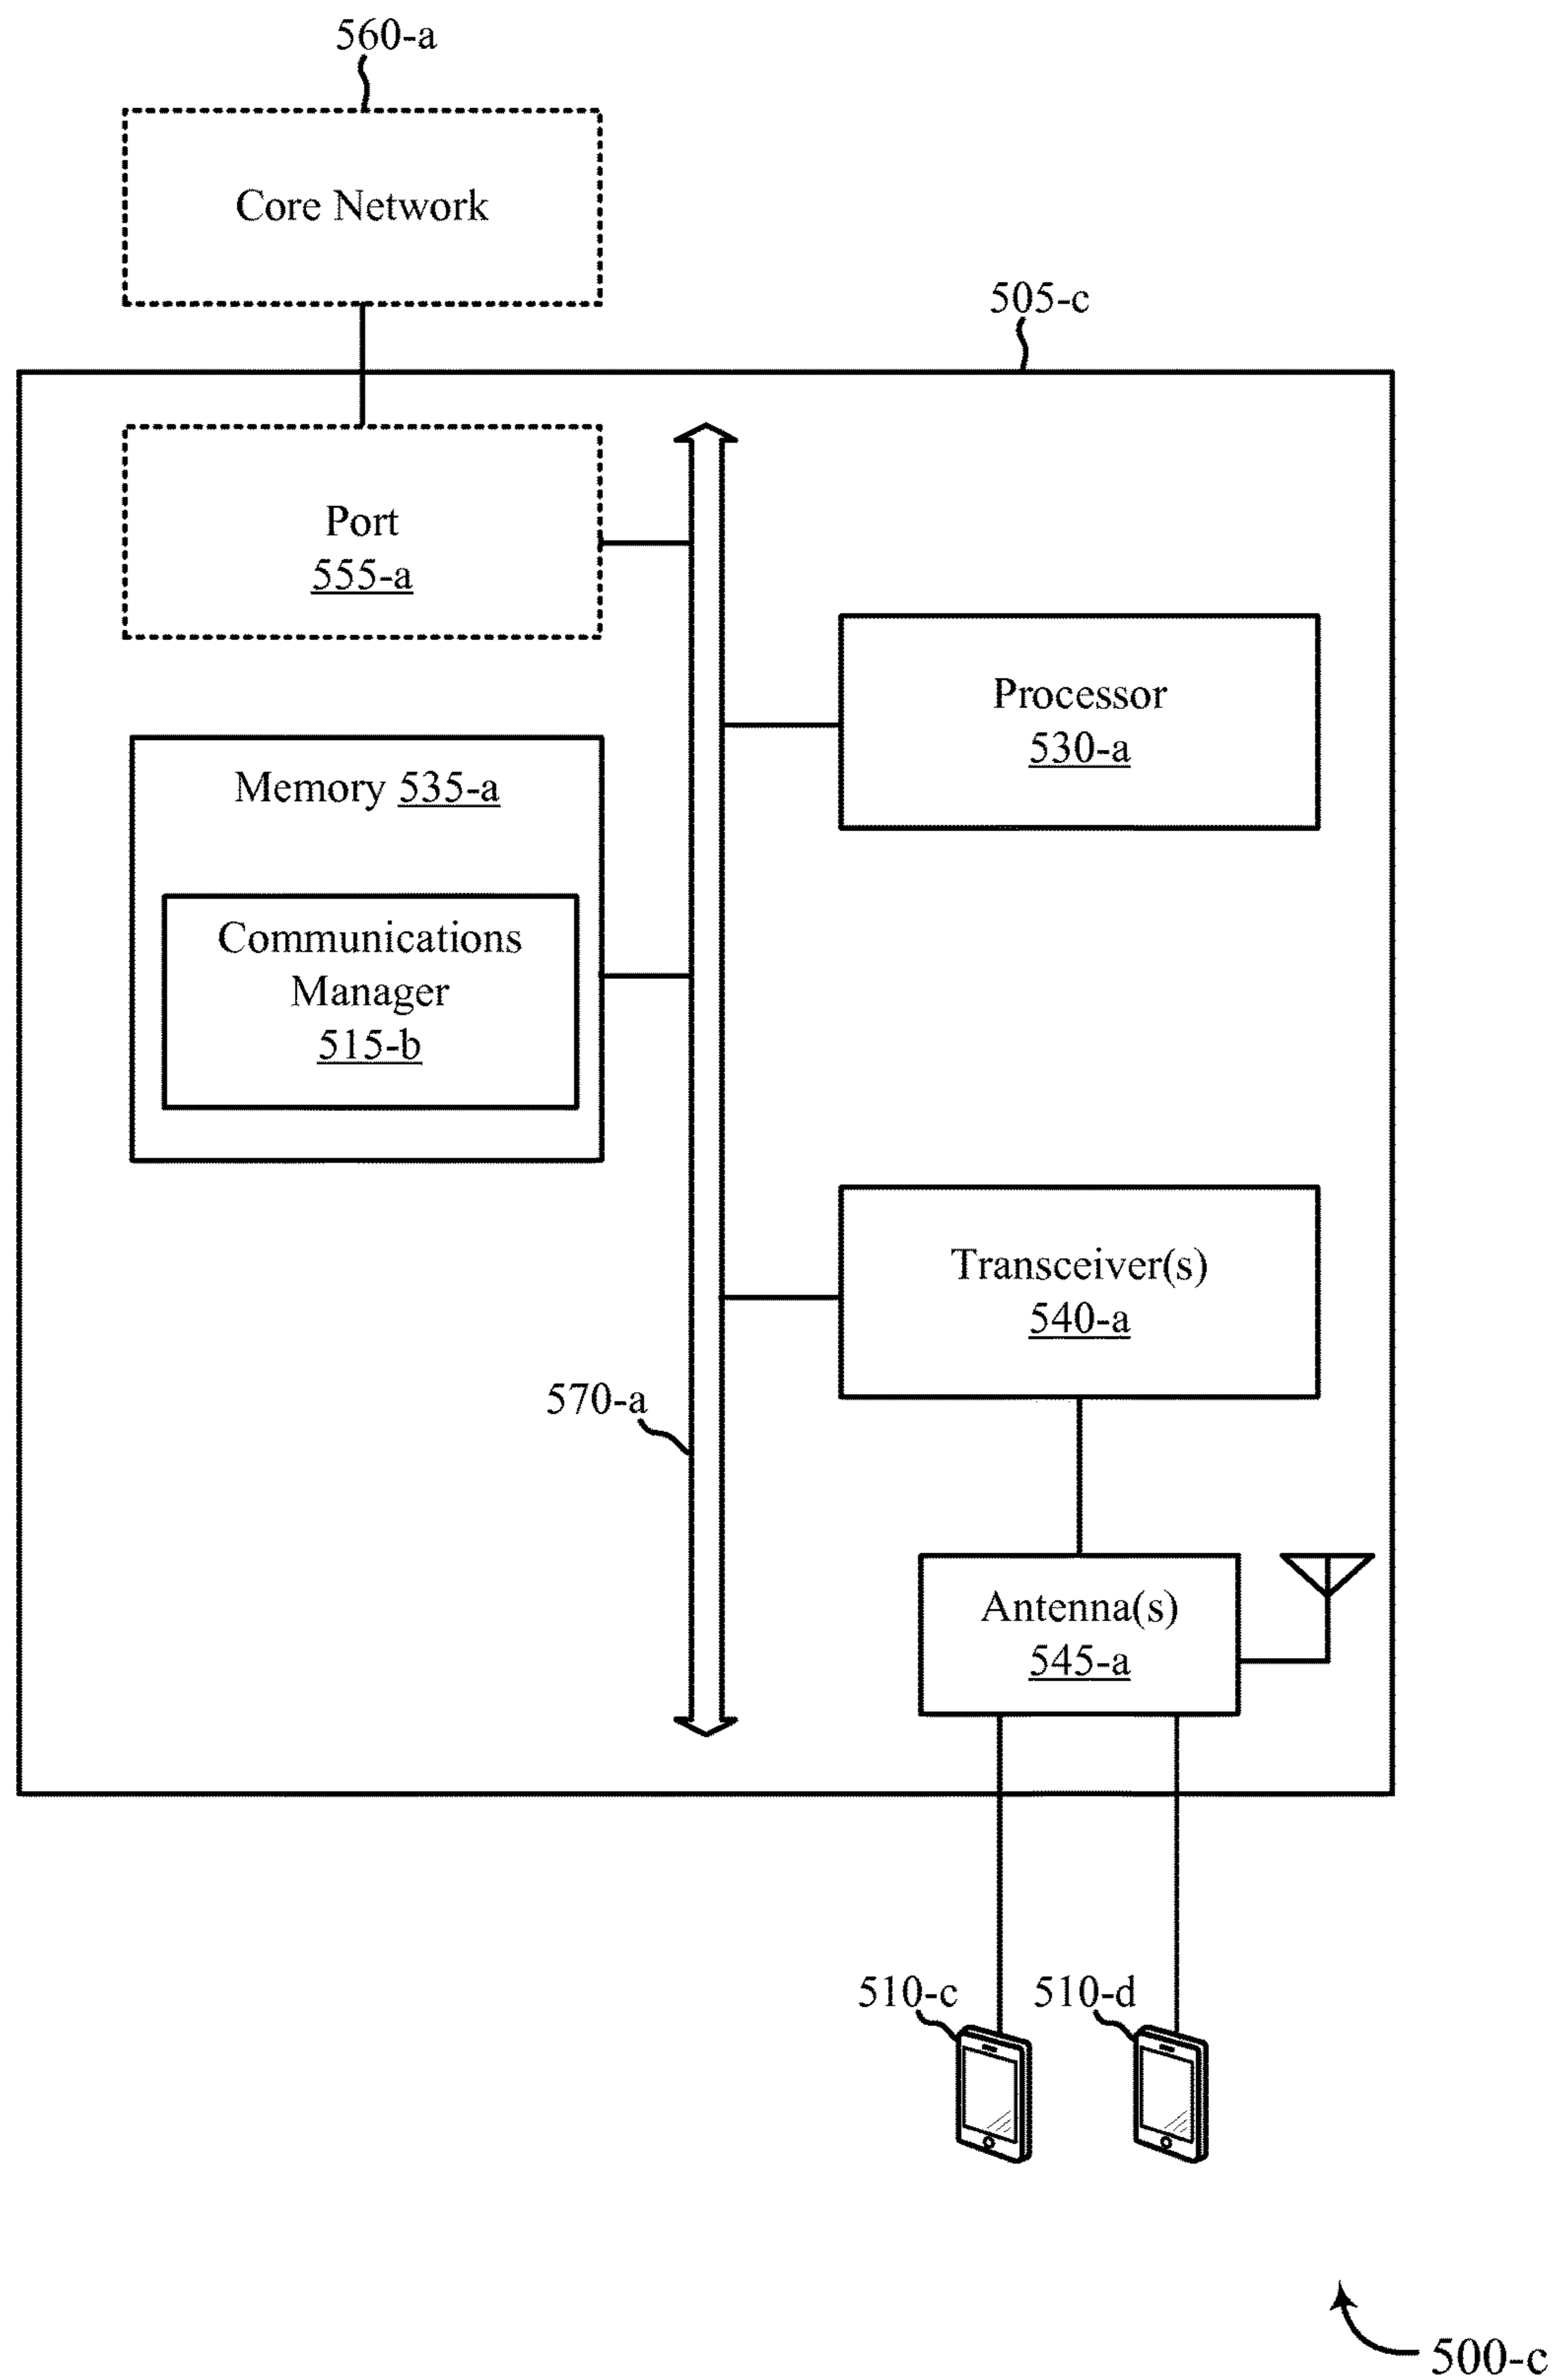 560-a
Core Network
505-c
Port
555-a
Processor
530-a
Memory 535-a
Communications
Manager
515-b
Transceiver(s)
540-a
570-a
Antenna(s)
545-a
510-c
510-d
500-c